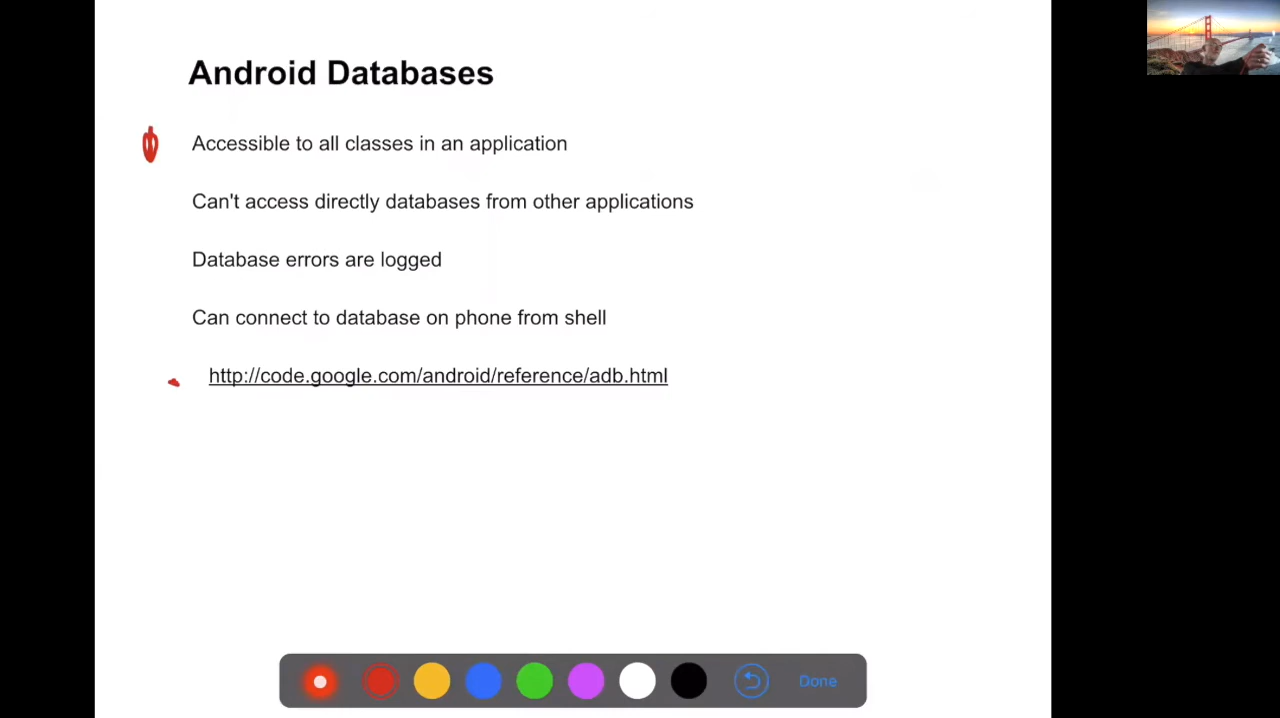 Android Databases
Accessible to all classes in an application
Can't access directly databases from other applications
Database errors are logged
Can connect to database on phone from shell
http://code.google.com/android/reference/adb.html
Done